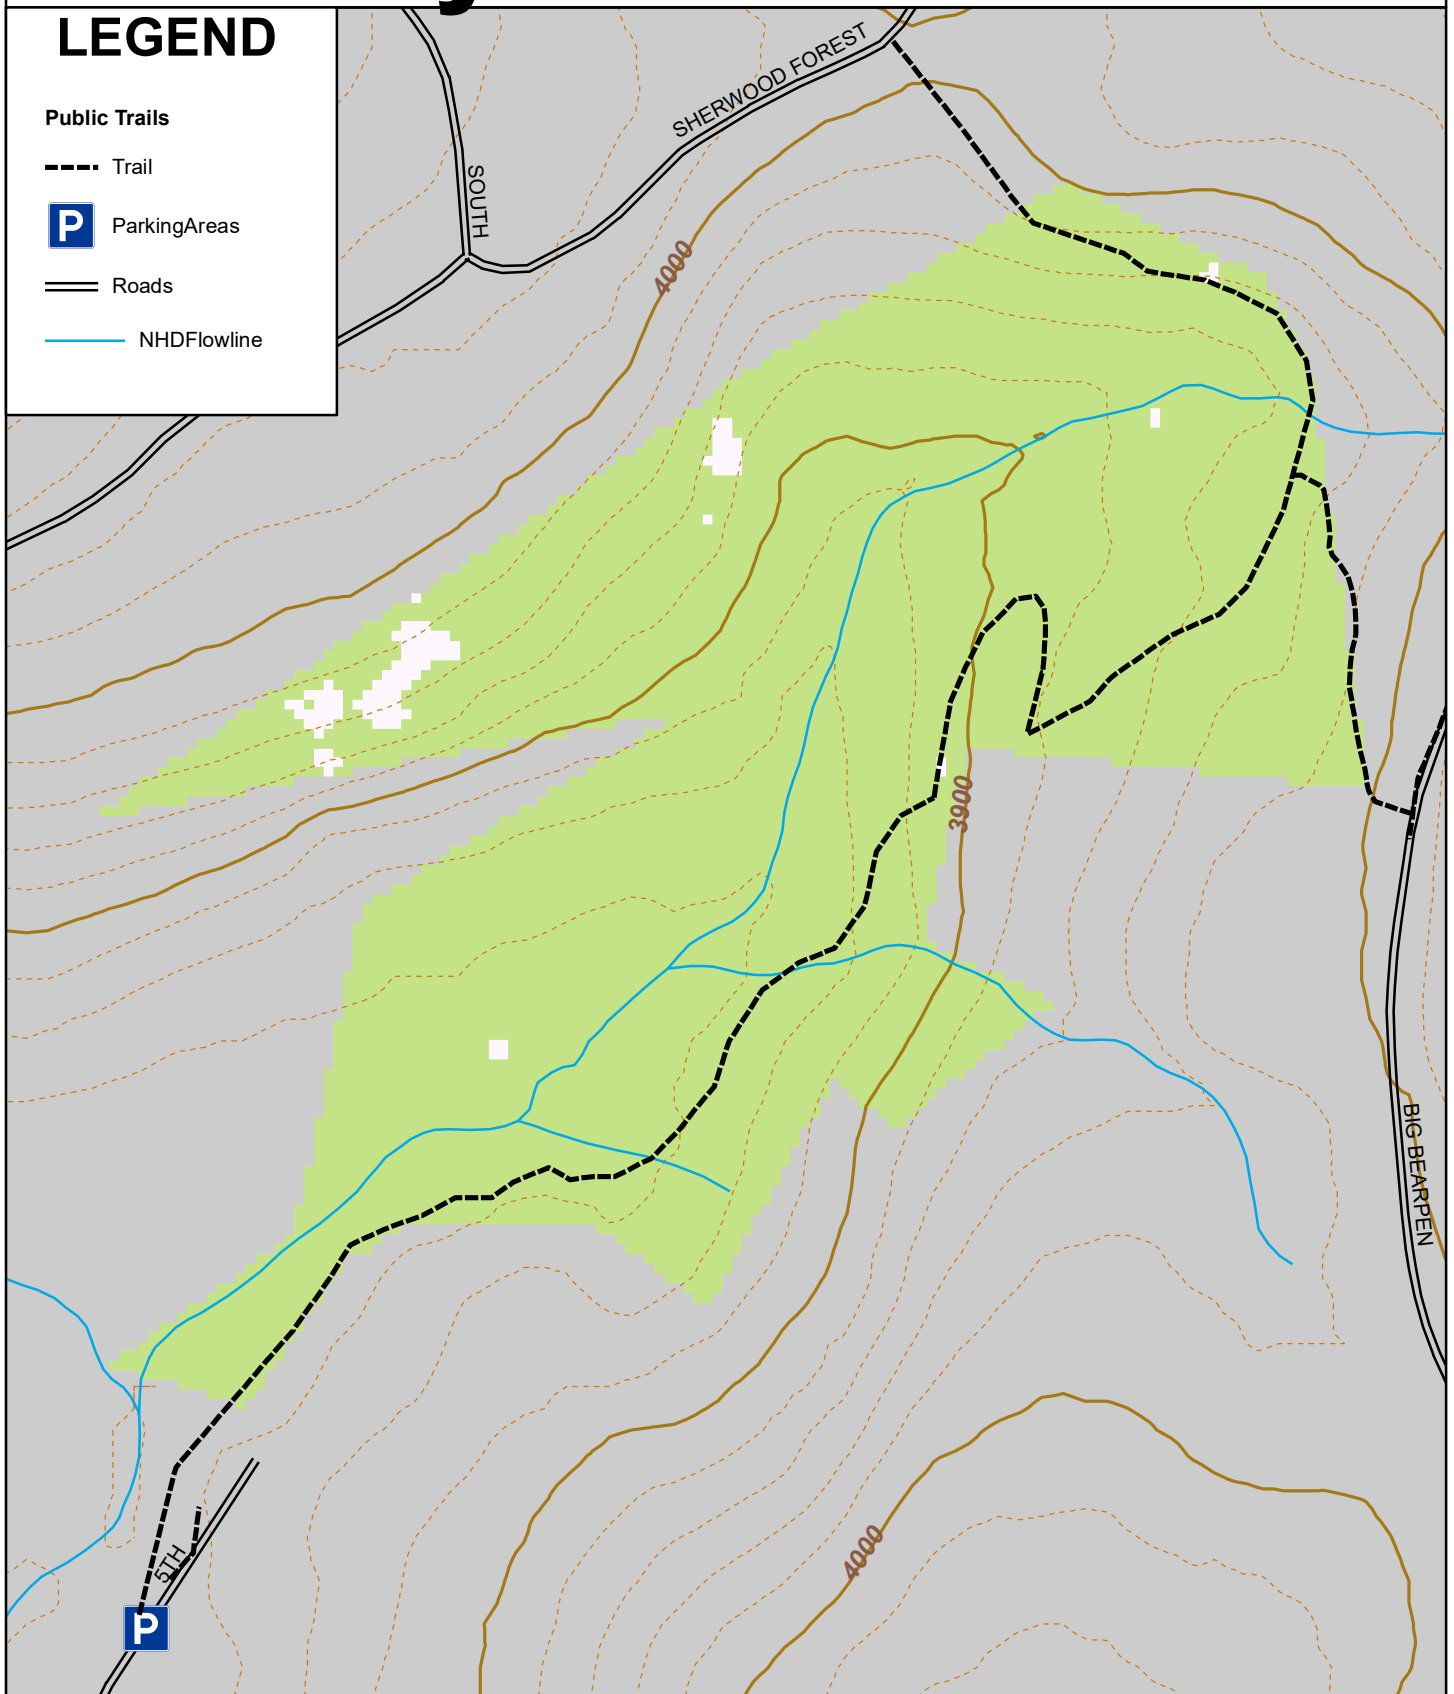 LEGEND
Public Trails
Trail
P
ParkingAreas
Roads
NHDFlowline
SOUTH
SHERWOOD FOREST
4000
3900
BIG BEARPEN
4000
5TH
P